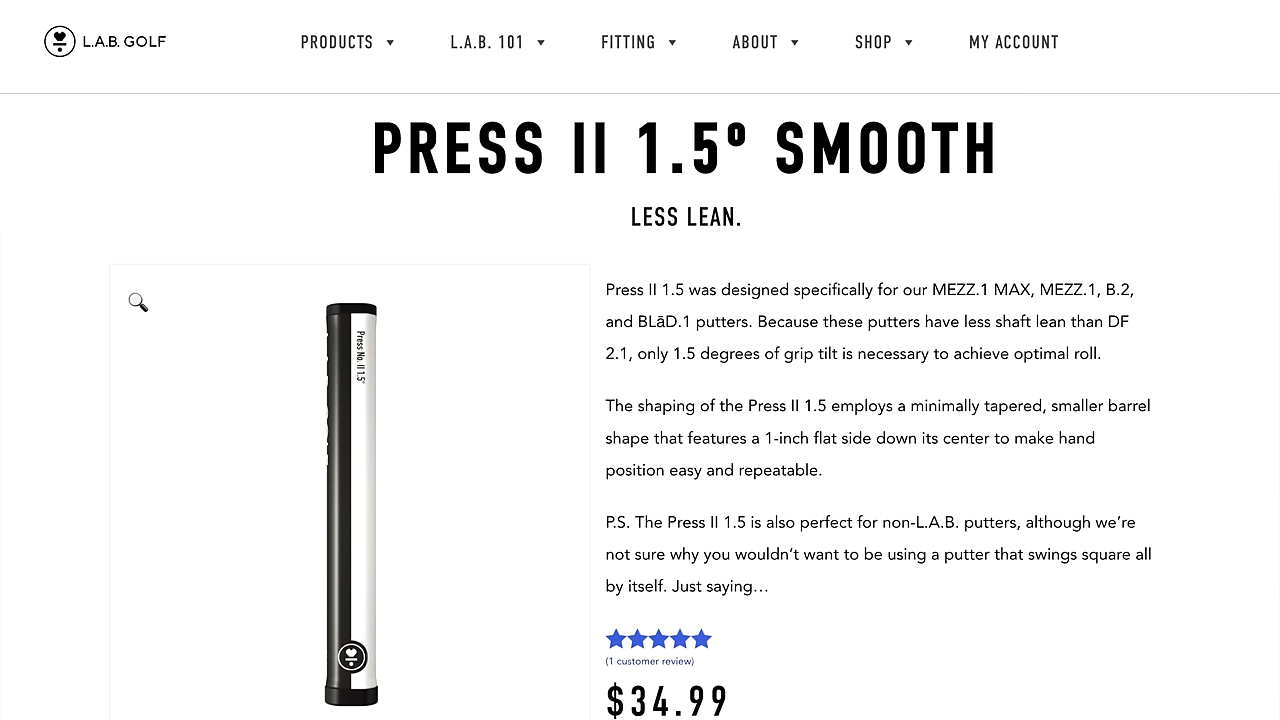 L.A.B. GOLF
PRODUCTS ▼ L.A.B. 101 ▼ FITTING ▼ ABOUT ▼ SHOP ▼ MY ACCOUNT
PRESS II 1.5º SMOOTH
LESS LEAN.
Press No. II 1.5°
Press II 1.5 was designed specifically for our MEZZ.1 MAX, MEZZ.1, B.2,
and BLāD.1 putters. Because these putters have less shaft lean than DF
2.1, only 1.5 degrees of grip tilt is necessary to achieve optimal roll.
The shaping of the Press II 1.5 employs a minimally tapered, smaller barrel
shape that features a 1-inch flat side down its center to make hand
position easy and repeatable.
P.S. The Press II 1.5 is also perfect for non-L.A.B. putters, although we’re
not sure why you wouldn’t want to be using a putter that swings square all
by itself. Just saying…
(1 customer review)
$34.99